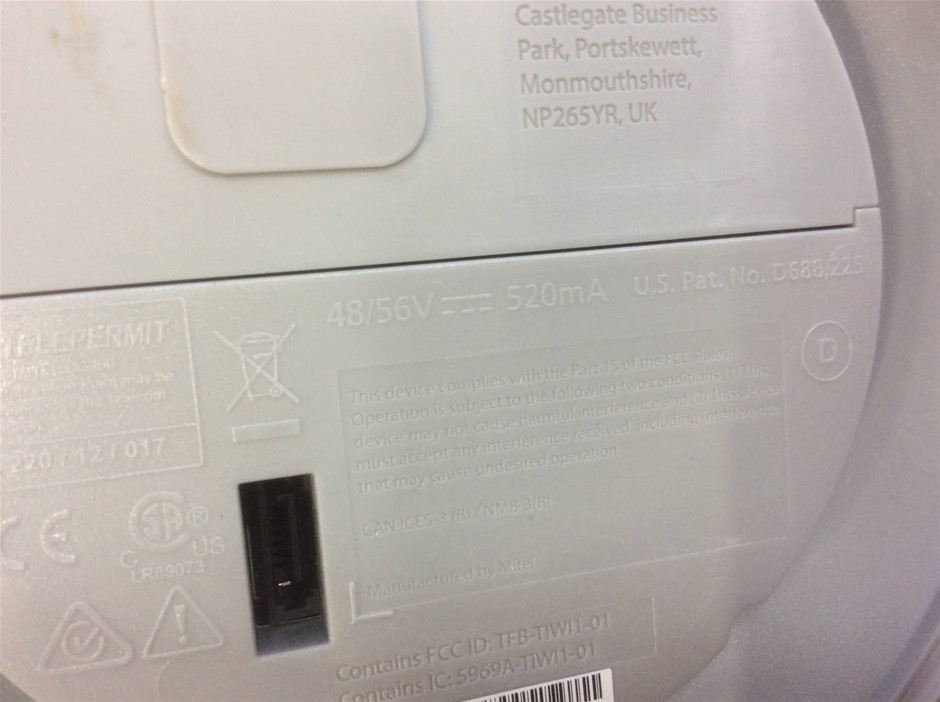 Castlegate Business
Park, Portskewett,
Monmouthshire,
NP265YR, UK
48/56V 520mA U.S. Pat. No. D688,225
TELEPERMIT
220/12/017
D
This device complies with the Part 15 of the FCC Rules.
Operation is subject to the following two conditions (1) This
device may not cause harmful interference and (2) This device
must accept any interference received, including interference
that may cause undesired operation
CAN ICES-3 (B) / NMB-3(B)
Manufactured by Mitel
CE
C US
LR89073
Contains FCC ID: TFB-TIWI1-01
Contains IC: 5969A-TIWI1-01